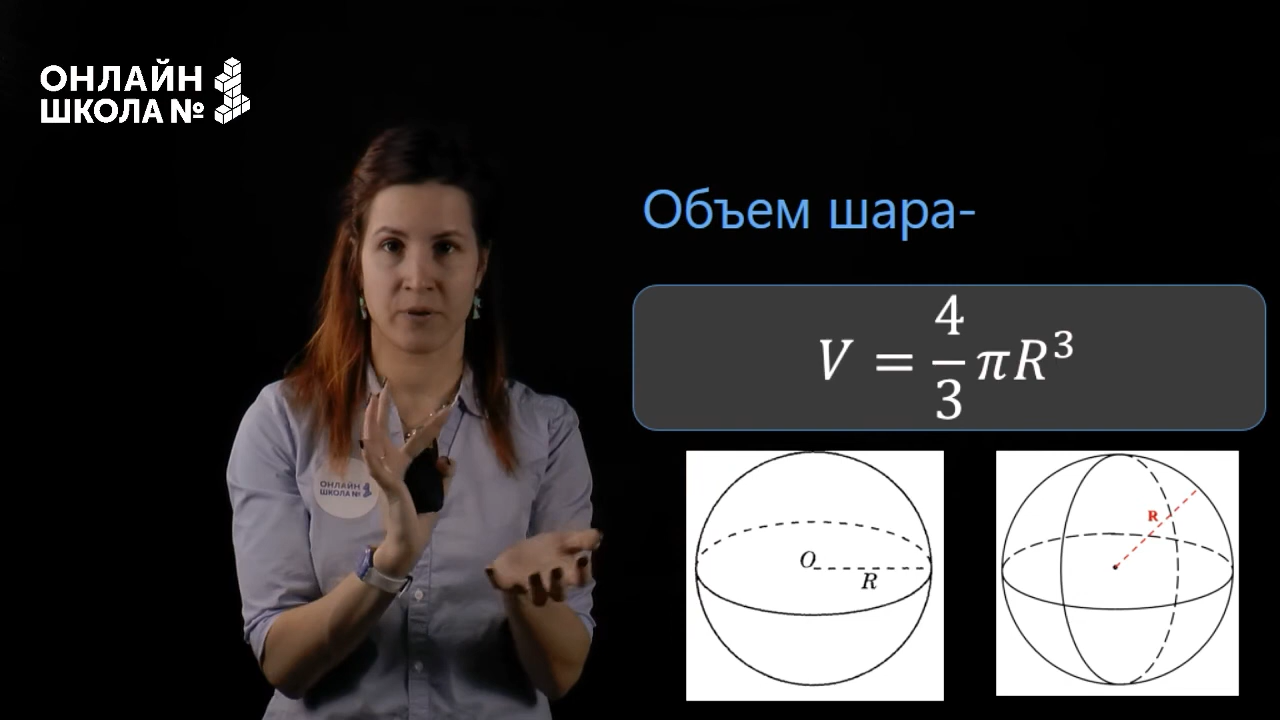 ОНЛАЙН
ШКОЛА №
Объем шара-
V = 4/3 πR³
O
R
R
ОНЛАЙН
ШКОЛА №